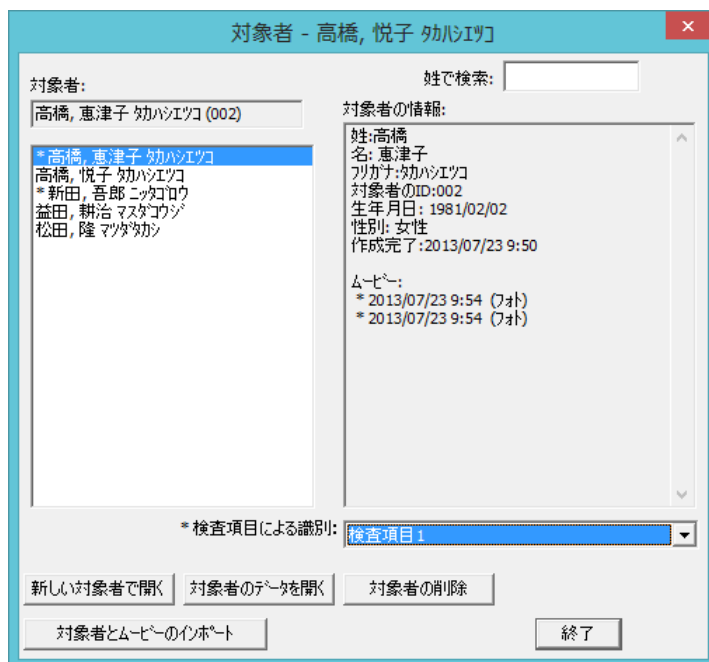 対象者 - 高橋, 悦子 ﾀｶﾊｼｴﾂｺ
対象者:
姓で検索:
高橋, 恵津子 ﾀｶﾊｼｴﾂｺ (002)
* 高橋, 恵津子 ﾀｶﾊｼｴﾂｺ
高橋, 悦子 ﾀｶﾊｼｴﾂｺ
* 新田, 吾郎 ﾆｯﾀｺﾞﾛｳ
益田, 耕治 ﾏｽﾀﾞｺｳｼﾞ
松田, 隆 ﾏﾂﾀﾞﾀｶｼ
対象者の情報:
姓:高橋
名: 恵津子
ﾌﾘｶﾞﾅ:ﾀｶﾊｼｴﾂｺ
対象者のID:002
生年月日: 1981/02/02
性別: 女性
作成完了:2013/07/23 9:50
ﾑｰﾋﾞｰ:
* 2013/07/23 9:54 (ﾌｫﾄ)
* 2013/07/23 9:54 (ﾌｫﾄ)
* 検査項目による識別:
検査項目1
新しい対象者で開く
対象者のﾃﾞｰﾀを開く
対象者の削除
対象者とﾑｰﾋﾞｰのｲﾝﾎﾟｰﾄ
終了